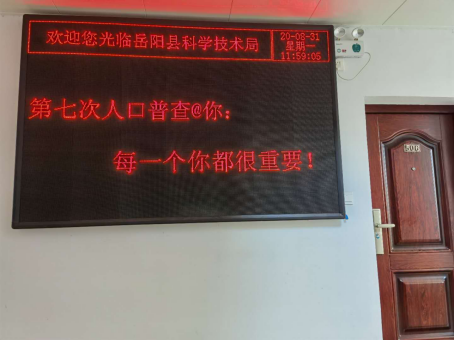 欢迎您光临岳阳县科学技术局
20-08-31
星期一
11:59:05
第七次人口普查@你:
每一个你都很重要!